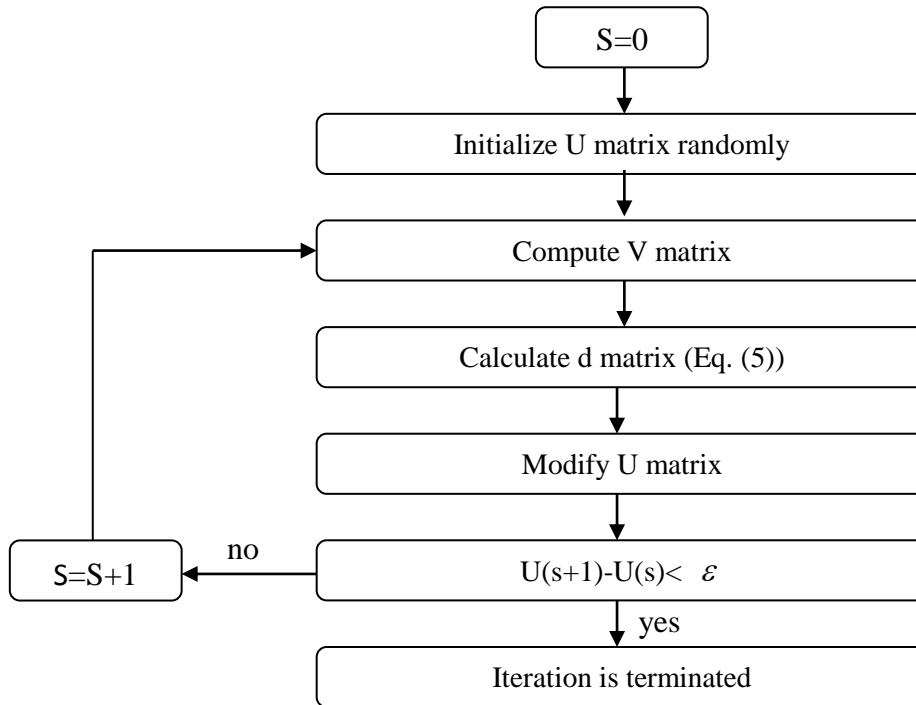 S=0
Initialize U matrix randomly
Compute V matrix
Calculate d matrix (Eq. (5))
Modify U matrix
no
s=S+1
U(s+1)-U(s)< ε
yes
Iteration is terminated